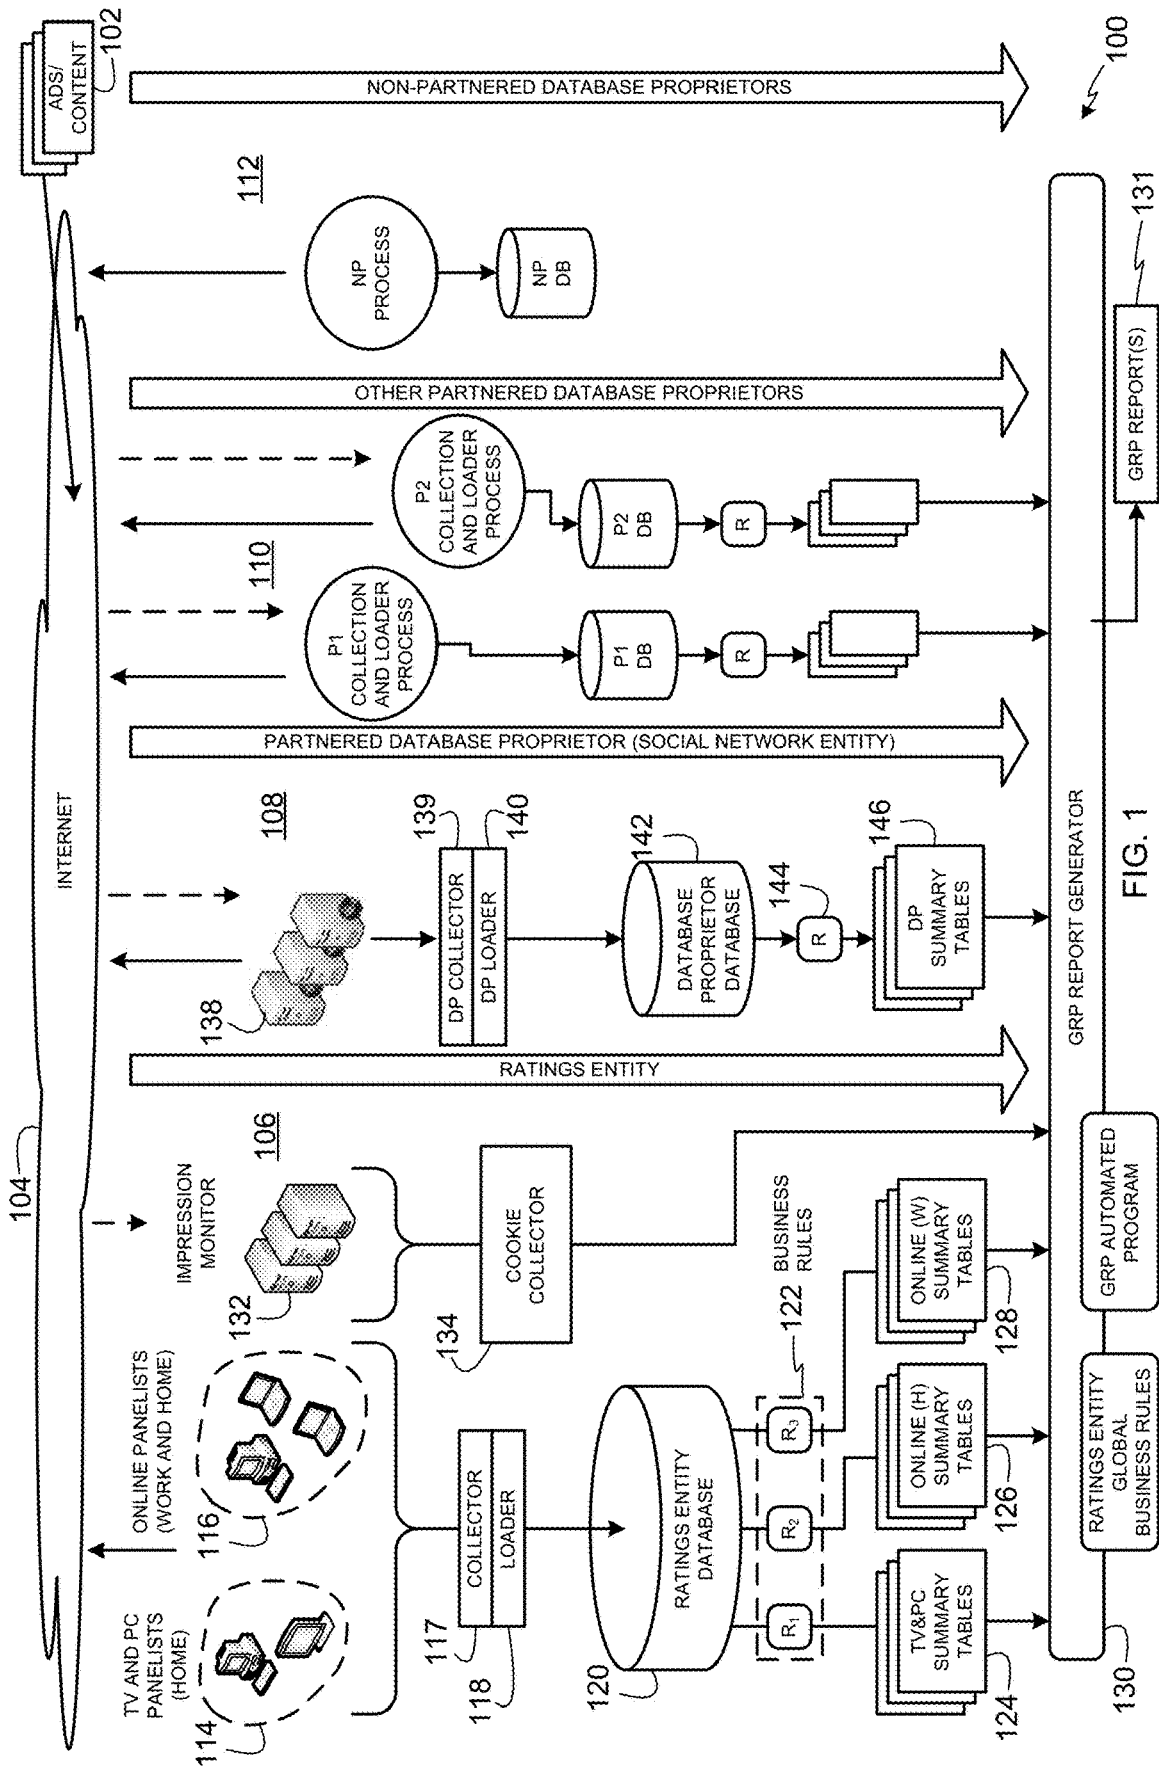 ADS/
CONTENT
102
104
INTERNET
TV AND PC
PANELISTS
(HOME)
114
ONLINE PANELISTS
(WORK AND HOME)
116
IMPRESSION
MONITOR
132
106
117
COLLECTOR
118
LOADER
134
COOKIE
COLLECTOR
120
RATINGS ENTITY
DATABASE
122
BUSINESS
RULES
R1
R2
R3
TV&PC
SUMMARY
TABLES
124
ONLINE (H)
SUMMARY
TABLES
126
ONLINE (W)
SUMMARY
TABLES
128
RATINGS ENTITY
138
108
DP COLLECTOR
139
DP LOADER
140
DATABASE
PROPRIETOR
DATABASE
142
R
144
DP
SUMMARY
TABLES
146
PARTNERED DATABASE PROPRIETOR (SOCIAL NETWORK ENTITY)
110
P1
COLLECTION
AND LOADER
PROCESS
P1
DB
R
P2
COLLECTION
AND LOADER
PROCESS
P2
DB
R
OTHER PARTNERED DATABASE PROPRIETORS
112
NP
PROCESS
NP
DB
NON-PARTNERED DATABASE PROPRIETORS
130
GRP REPORT GENERATOR
RATINGS ENTITY
GLOBAL
BUSINESS RULES
GRP AUTOMATED
PROGRAM
GRP REPORT(S)
131
100
FIG. 1